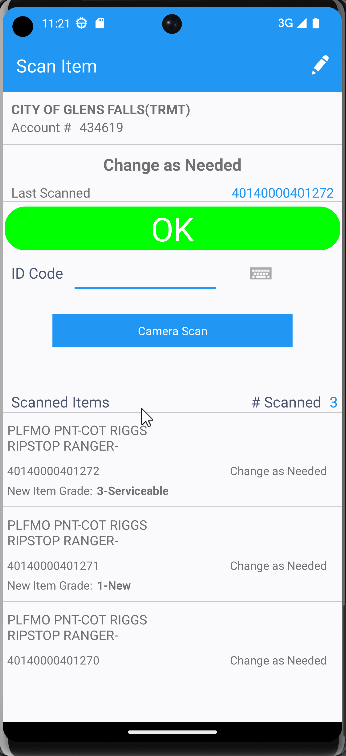 11:21 3G
Scan Item
CITY OF GLENS FALLS(TRMT)
Account # 434619
Change as Needed
Last Scanned 40140000401272
OK
ID Code
Camera Scan
Scanned Items # Scanned 3
PLFMO PNT-COT RIGGS
RIPSTOP RANGER-
40140000401272 Change as Needed
New Item Grade: 3-Serviceable
PLFMO PNT-COT RIGGS
RIPSTOP RANGER-
40140000401271 Change as Needed
New Item Grade: 1-New
PLFMO PNT-COT RIGGS
RIPSTOP RANGER-
40140000401270 Change as Needed